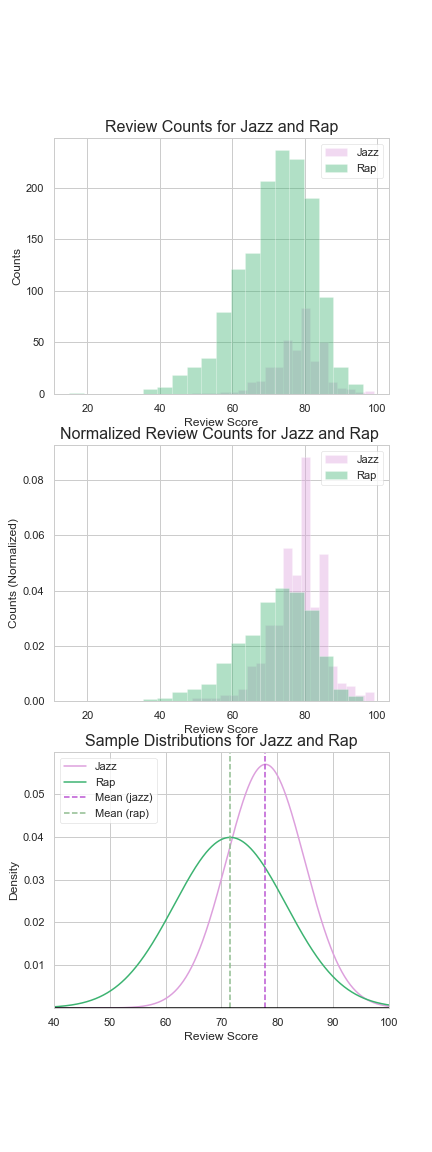 Review Counts for Jazz and Rap
Jazz
Rap
200
150
100
50
0
Counts
20 40 60 80 100
Review Score
Normalized Review Counts for Jazz and Rap
Jazz
Rap
0.08
0.06
0.04
0.02
0.00
Counts (Normalized)
20 40 60 80 100
Review Score
Sample Distributions for Jazz and Rap
Jazz
Rap
Mean (jazz)
Mean (rap)
0.05
0.04
0.03
0.02
0.01
Density
40 50 60 70 80 90 100
Review Score